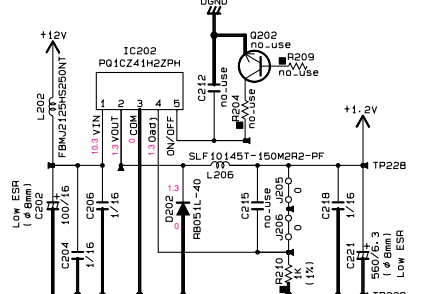 DGND
+12V
Q202
no_use
IC202
PQ1CZ41H2ZPH
R209
no_use
L202
FBMJ2125HS250NT
C212
no_use
R204
no_use
1 2 3 4 5
10.3 VIN
1.3 VOUT
0 COM
1.3 Oadj
ON/OFF
+1.2V
SLF10145T-150M2R2-PF
L206
TP228
Low ESR
(φ8mm)
C202
100/16
C206
1/16
C204
1/16
1.3
D202
0
RB051L-40
C215
no_use
J205
0
J206
0
C218
1/16
R210
1K
(1%)
C221
560/6.3
(φ8mm)
Low ESR